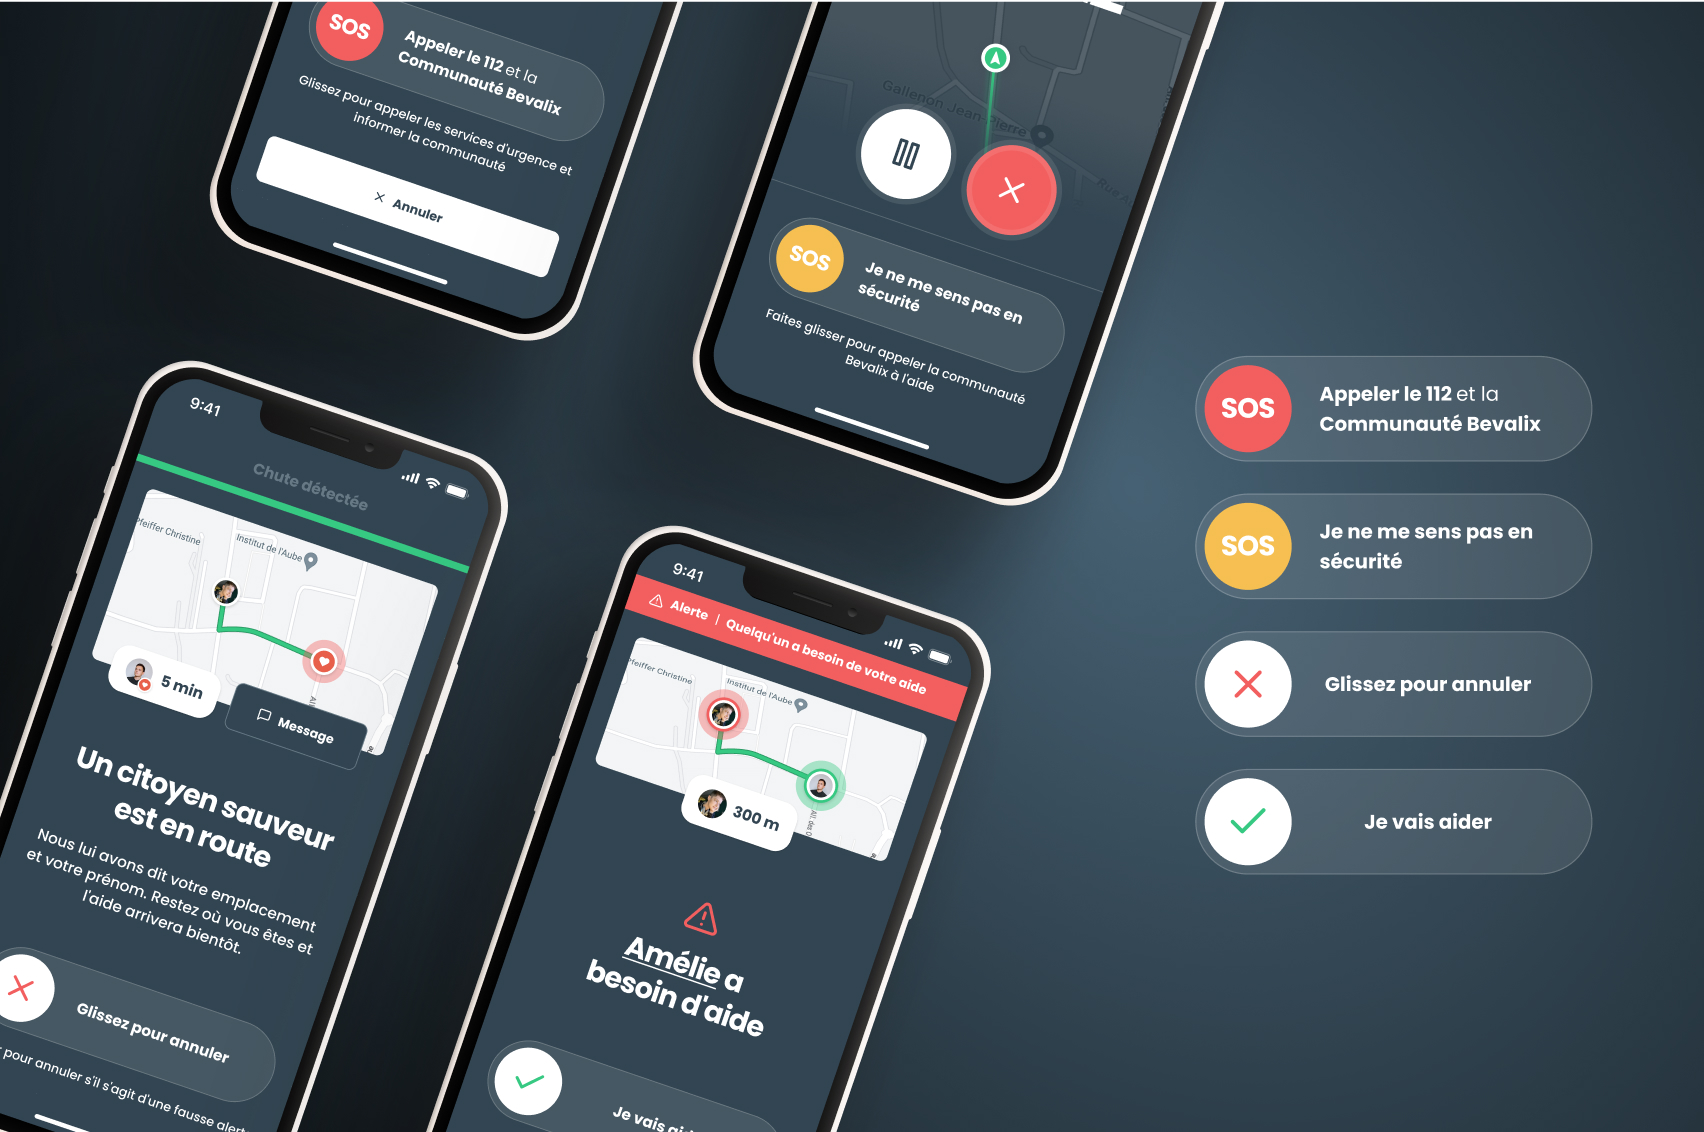 SOS
Appeler le 112 et la
Communauté Bevalix
Glissez pour appeler les services d'urgence et
informer la communauté
Annuler
Gallenon Jean-Pierre
SOS
Je ne me sens pas en
sécurité
Faites glisser pour appeler la communauté
Bevalix à l'aide
9:41
Chute détectée
Pfeiffer Christine
Institut de l'Aube
5 min
Message
Un citoyen sauveur
est en route
Nous lui avons dit votre emplacement
et votre prénom. Restez où vous êtes et
l'aide arrivera bientôt.
Glissez pour annuler
pour annuler s'il s'agit d'une fausse alert
9:41
Alerte | Quelqu'un a besoin de votre aide
Pfeiffer Christine
Institut de l'Aube
All. des
300 m
Amélie a
besoin d'aide
Je vais
SOS
Appeler le 112 et la
Communauté Bevalix
SOS
Je ne me sens pas en
sécurité
Glissez pour annuler
Je vais aider